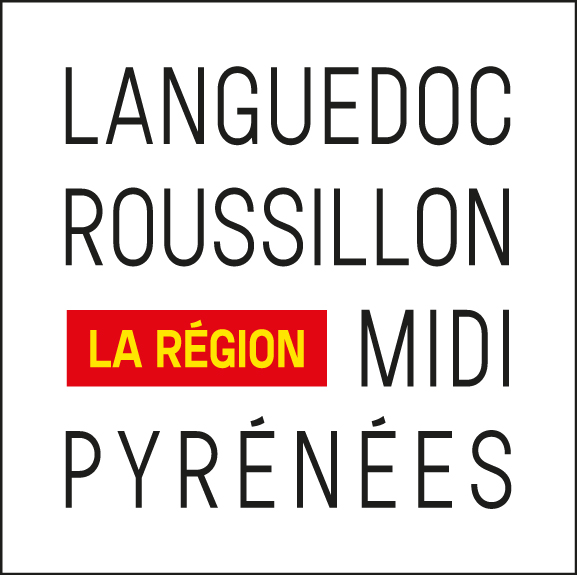 LANGUEDOC
ROUSSILLON
LA RÉGION MIDI
PYRÉNÉES